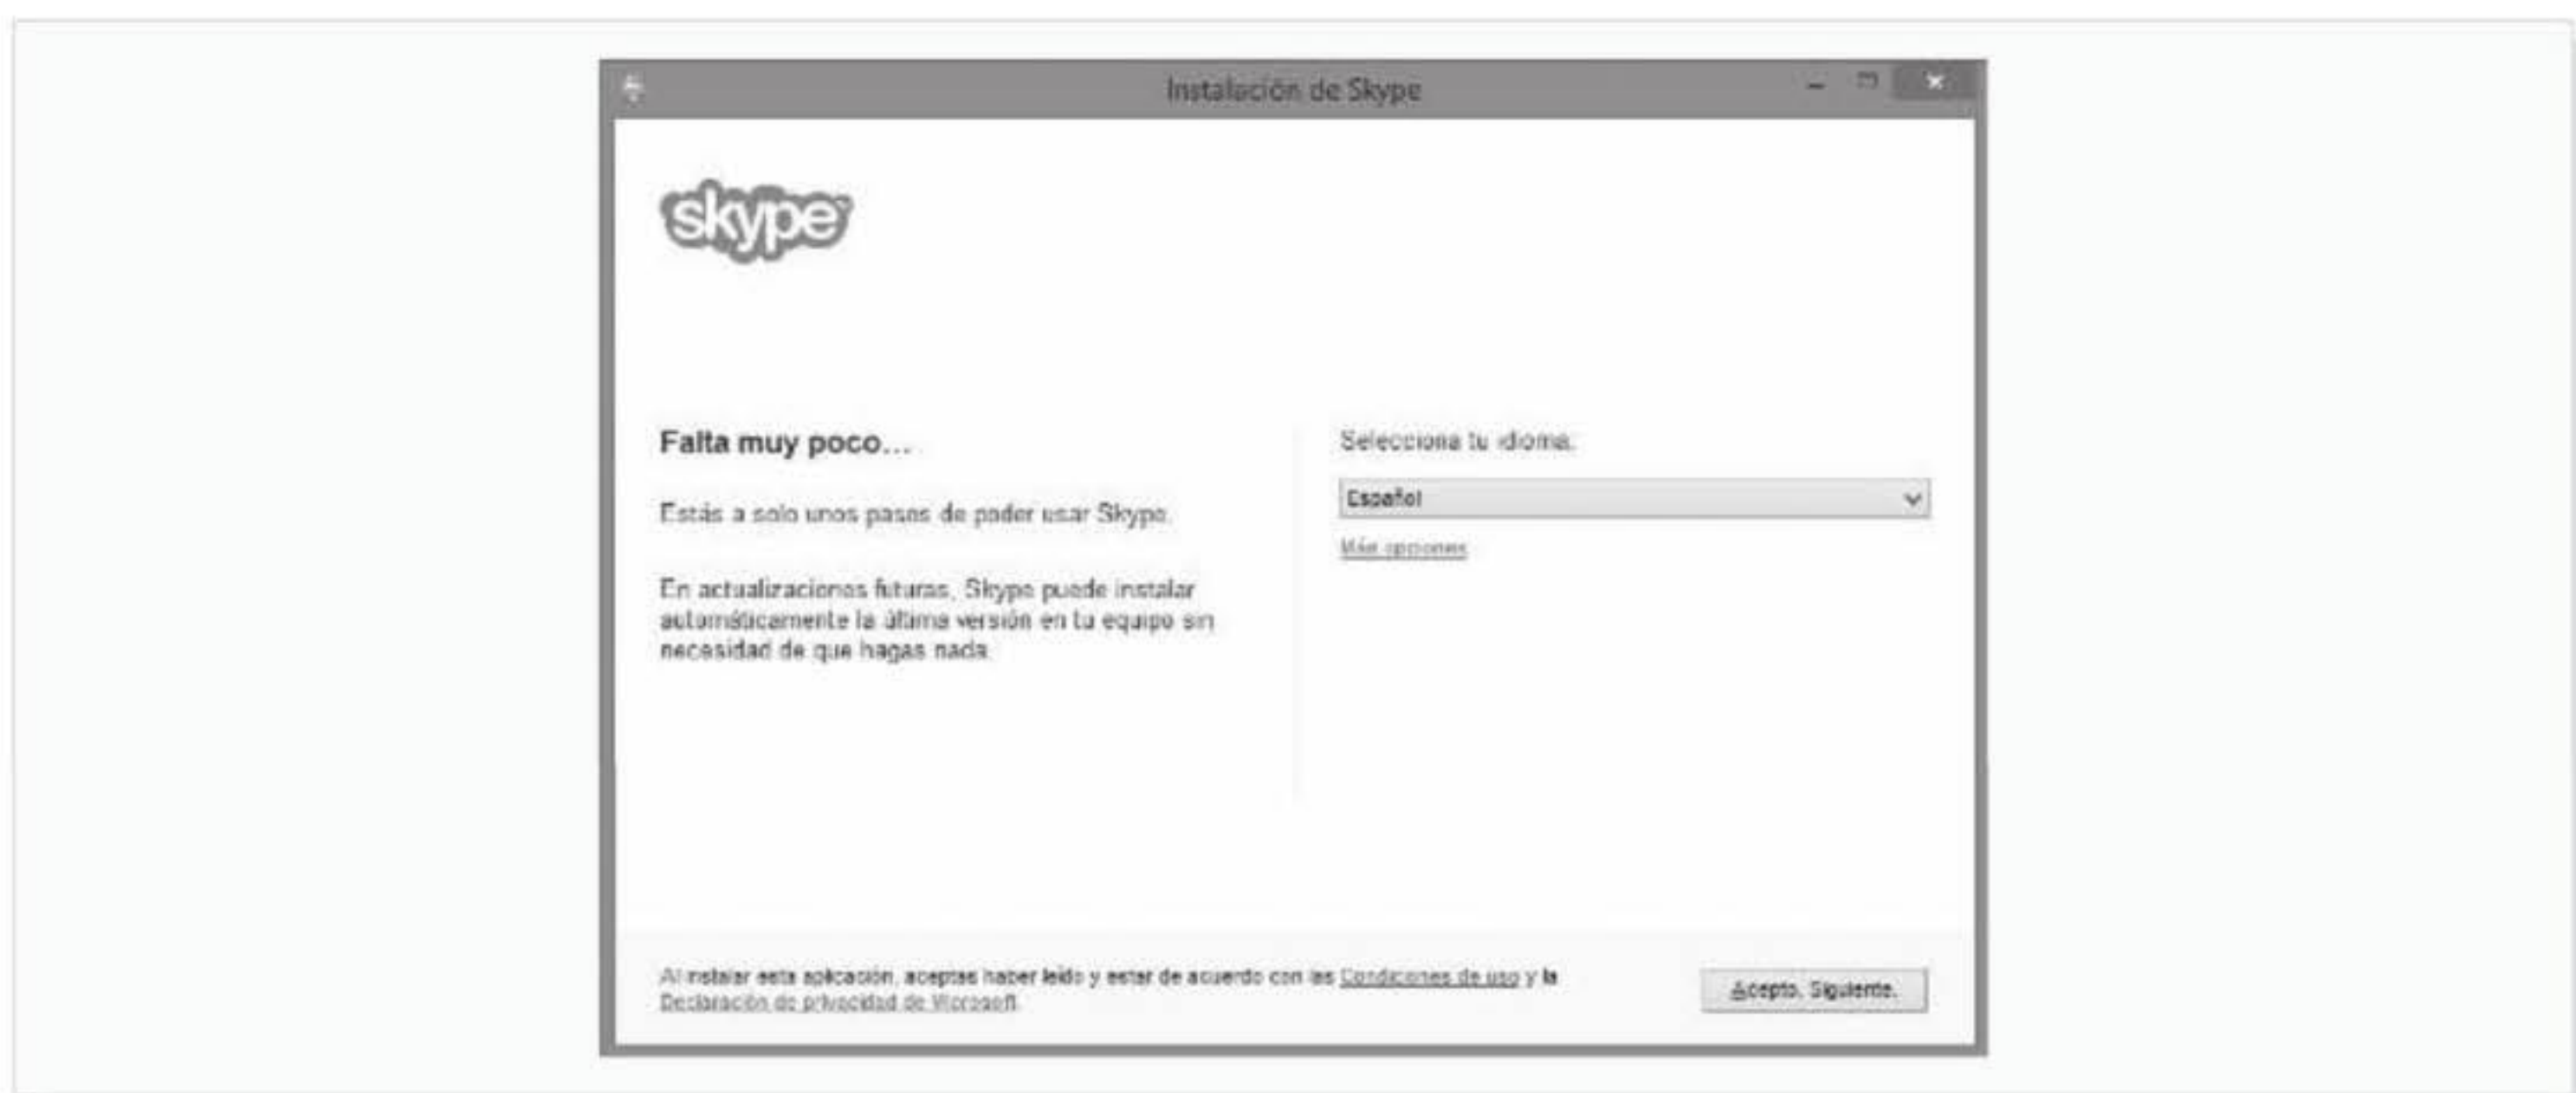 Instalación de Skype
skype
Falta muy poco...
Estás a solo unos pasos de poder usar Skype.
En actualizaciones futuras, Skype puede instalar
automáticamente la última versión en tu equipo sin
necesidad de que hagas nada.
Selecciona tu idioma:
Español
Más opciones
Al instalar esta aplicación, aceptas haber leído y estar de acuerdo con las Condiciones de uso y la
Declaración de privacidad de Microsoft.
Acepto. Siguiente.